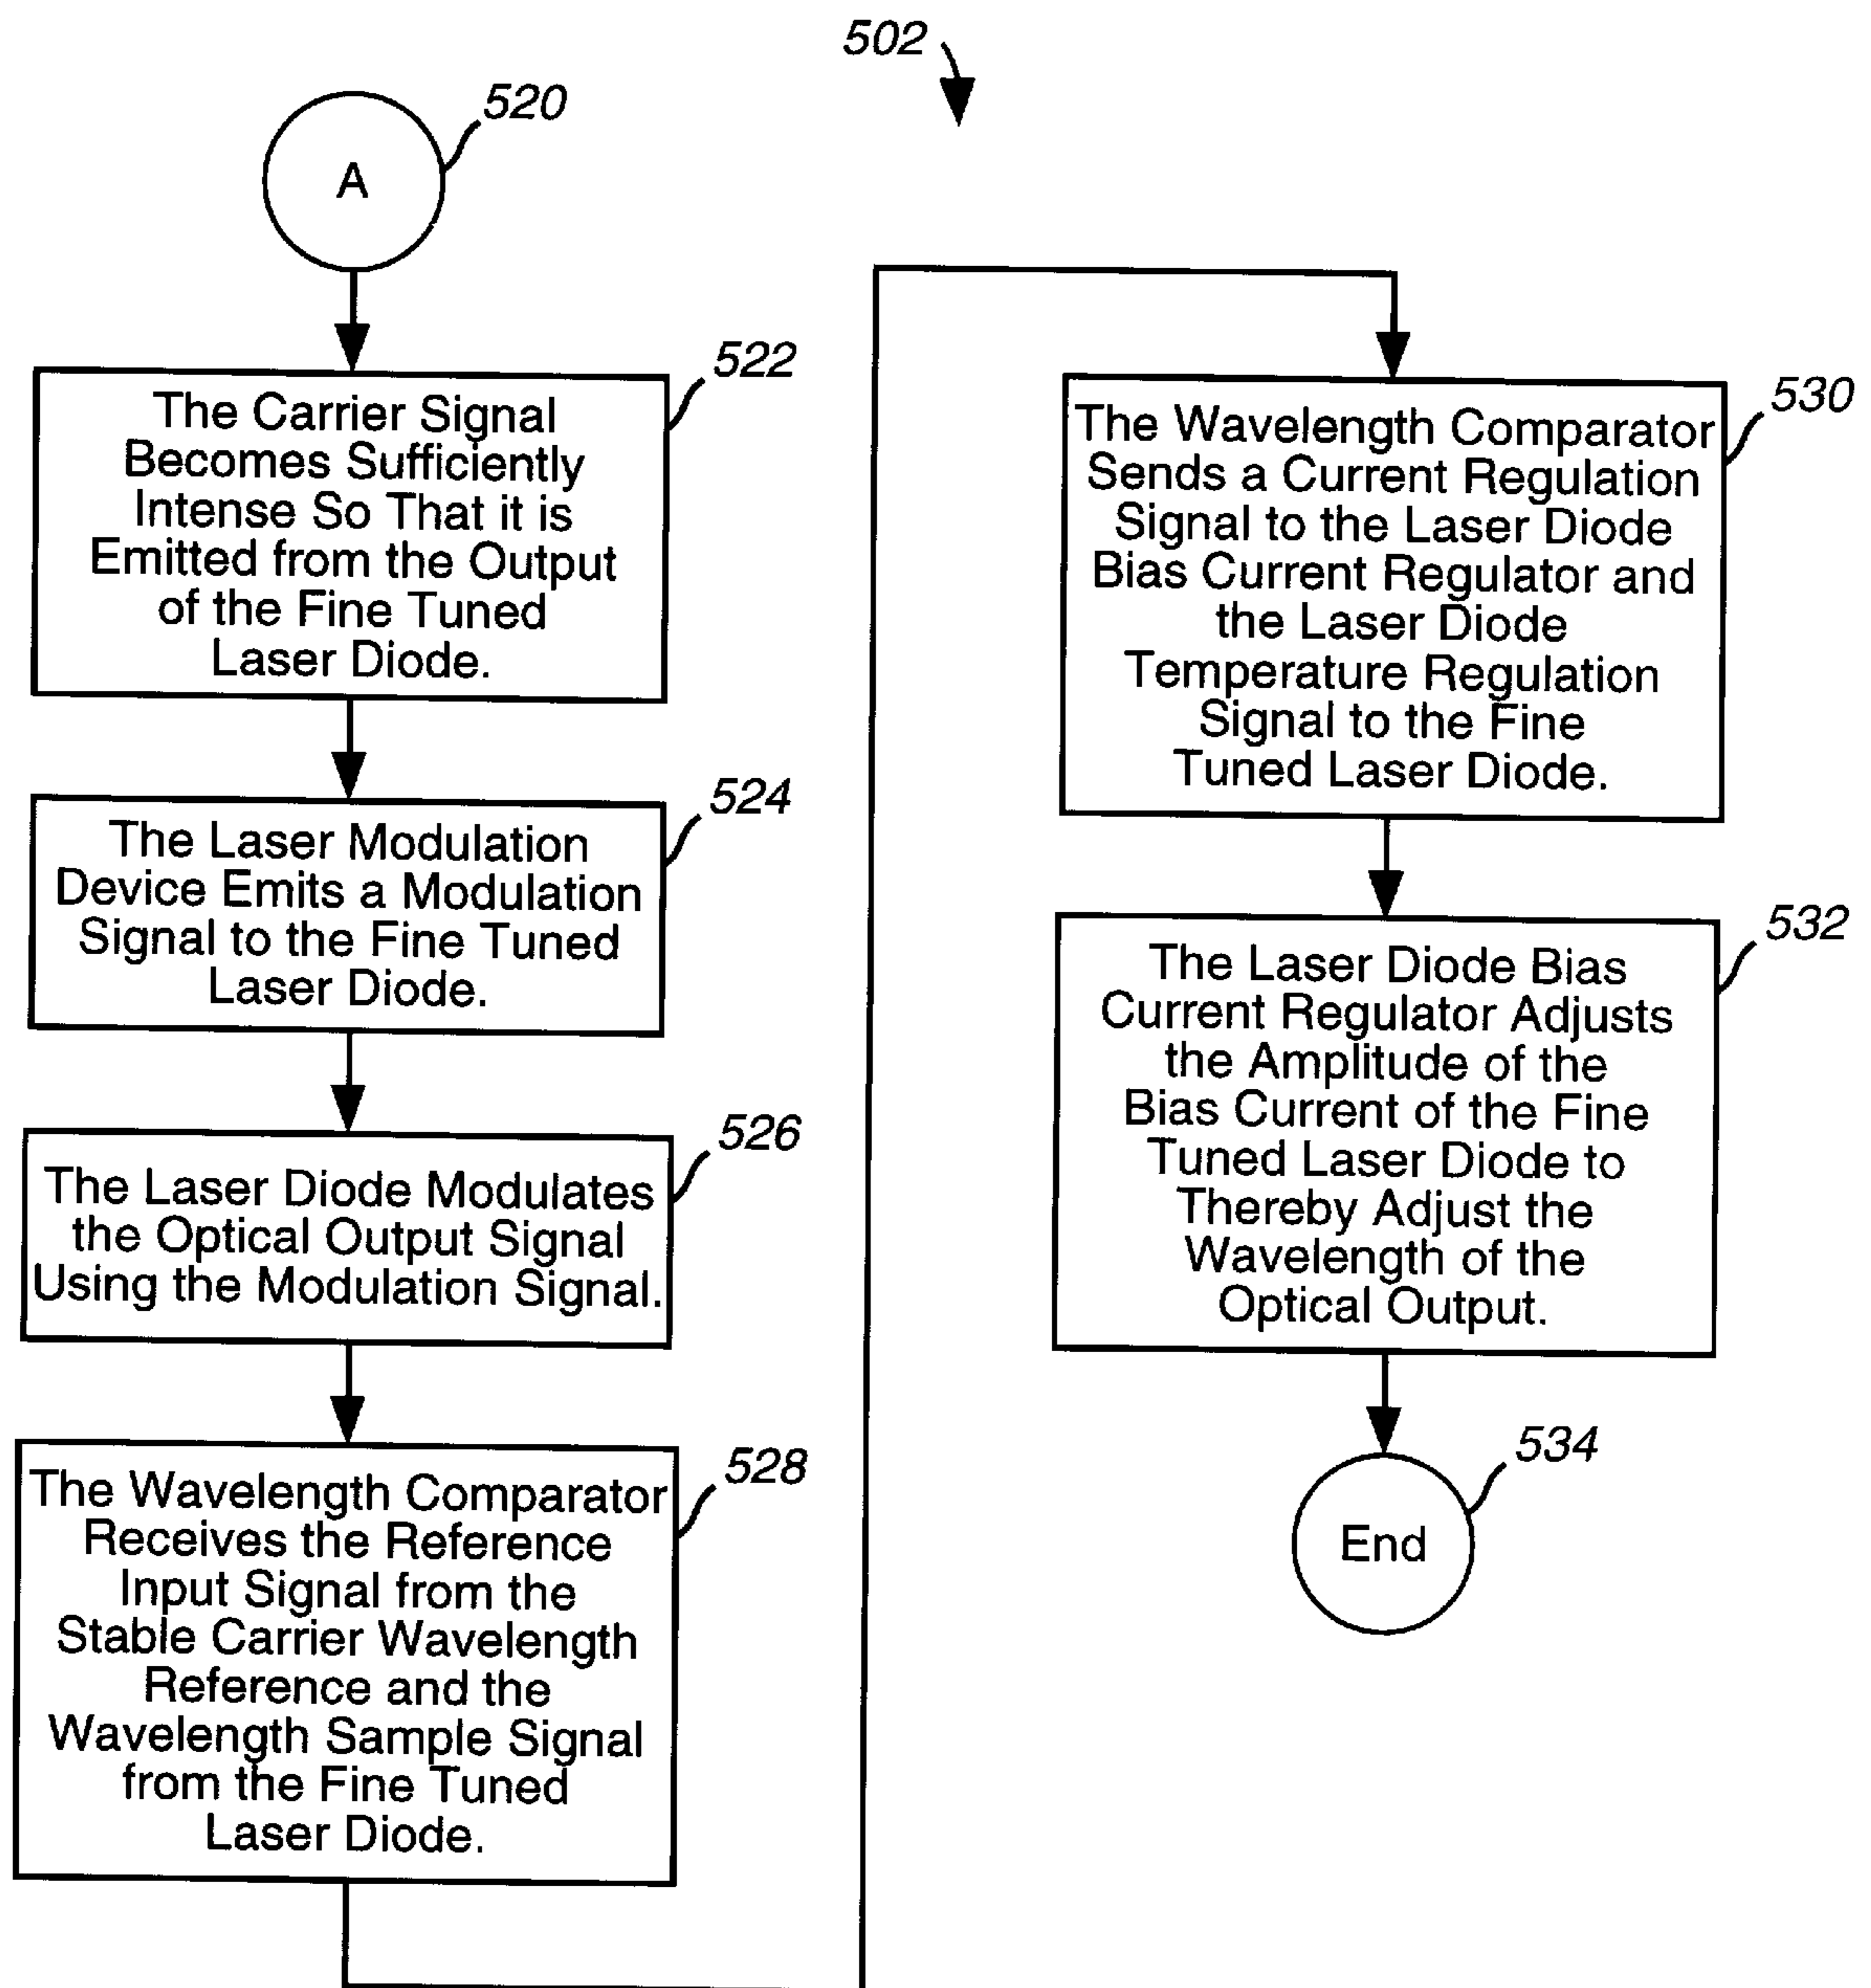 502
520
A
522
The Carrier Signal
Becomes Sufficiently
Intense So That it is
Emitted from the Output
of the Fine Tuned
Laser Diode.
524
The Laser Modulation
Device Emits a Modulation
Signal to the Fine Tuned
Laser Diode.
526
The Laser Diode Modulates
the Optical Output Signal
Using the Modulation Signal.
528
The Wavelength Comparator
Receives the Reference
Input Signal from the
Stable Carrier Wavelength
Reference and the
Wavelength Sample Signal
from the Fine Tuned
Laser Diode.
530
The Wavelength Comparator
Sends a Current Regulation
Signal to the Laser Diode
Bias Current Regulator and
the Laser Diode
Temperature Regulation
Signal to the Fine
Tuned Laser Diode.
532
The Laser Diode Bias
Current Regulator Adjusts
the Amplitude of the
Bias Current of the Fine
Tuned Laser Diode to
Thereby Adjust the
Wavelength of the
Optical Output.
534
End